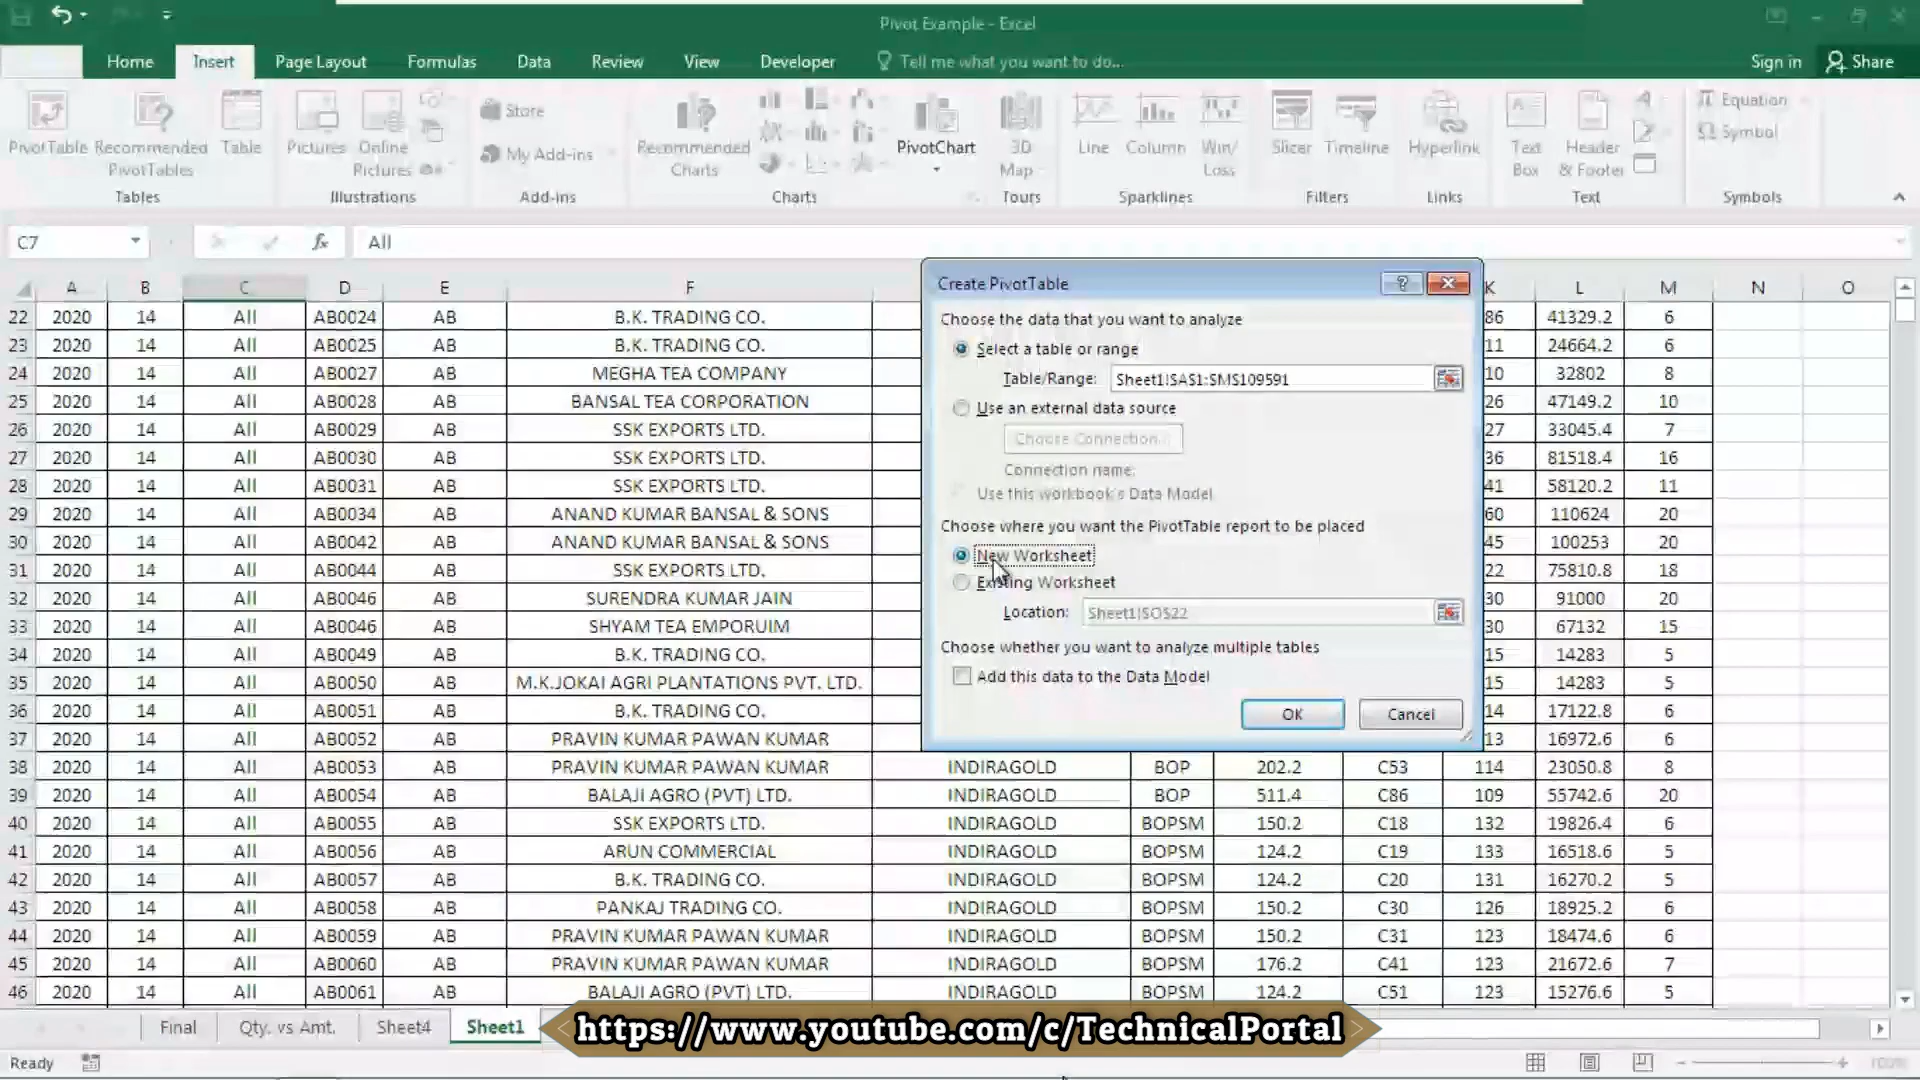 Pivot Example - Excel
Home Insert Page Layout Formulas Data Review View Developer Tell me what you want to do... Sign in Share
PivotTable Recommended PivotTables Table Pictures Online Pictures Store My Add-ins Recommended Charts PivotChart 3D Map Line Column Win/Loss Slicer Timeline Hyperlink Text Box Header & Footer Equation Symbol
Tables Illustrations Add-ins Charts Tours Sparklines Filters Links Text Symbols
C7 fx All
A B C D E F K L M N O
22 2020 14 All AB0024 AB B.K. TRADING CO. 86 41329.2 6
23 2020 14 All AB0025 AB B.K. TRADING CO. 11 24664.2 6
24 2020 14 All AB0027 AB MEGHA TEA COMPANY 10 32802 8
25 2020 14 All AB0028 AB BANSAL TEA CORPORATION 26 47149.2 10
26 2020 14 All AB0029 AB SSK EXPORTS LTD. 27 33045.4 7
27 2020 14 All AB0030 AB SSK EXPORTS LTD. 36 81518.4 16
28 2020 14 All AB0031 AB SSK EXPORTS LTD. 41 58120.2 11
29 2020 14 All AB0034 AB ANAND KUMAR BANSAL & SONS 60 110624 20
30 2020 14 All AB0042 AB ANAND KUMAR BANSAL & SONS 45 100253 20
31 2020 14 All AB0044 AB SSK EXPORTS LTD. 22 75810.8 18
32 2020 14 All AB0046 AB SURENDRA KUMAR JAIN 30 91000 20
33 2020 14 All AB0046 AB SHYAM TEA EMPORUIM 30 67132 15
34 2020 14 All AB0049 AB B.K. TRADING CO. 15 14283 5
35 2020 14 All AB0050 AB M.K.JOKAI AGRI PLANTATIONS PVT. LTD. 15 14283 5
36 2020 14 All AB0051 AB B.K. TRADING CO. 14 17122.8 6
37 2020 14 All AB0052 AB PRAVIN KUMAR PAWAN KUMAR 13 16972.6 6
38 2020 14 All AB0053 AB PRAVIN KUMAR PAWAN KUMAR INDIRAGOLD BOP 202.2 C53 114 23050.8 8
39 2020 14 All AB0054 AB BALAJI AGRO (PVT) LTD. INDIRAGOLD BOP 511.4 C86 109 55742.6 20
40 2020 14 All AB0055 AB SSK EXPORTS LTD. INDIRAGOLD BOPSM 150.2 C18 132 19826.4 6
41 2020 14 All AB0056 AB ARUN COMMERCIAL INDIRAGOLD BOPSM 124.2 C19 133 16518.6 5
42 2020 14 All AB0057 AB B.K. TRADING CO. INDIRAGOLD BOPSM 124.2 C20 131 16270.2 5
43 2020 14 All AB0058 AB PANKAJ TRADING CO. INDIRAGOLD BOPSM 150.2 C30 126 18925.2 6
44 2020 14 All AB0059 AB PRAVIN KUMAR PAWAN KUMAR INDIRAGOLD BOPSM 150.2 C31 123 18474.6 6
45 2020 14 All AB0060 AB PRAVIN KUMAR PAWAN KUMAR INDIRAGOLD BOPSM 176.2 C41 123 21672.6 7
46 2020 14 All AB0061 AB BALAJI AGRO (PVT) LTD. INDIRAGOLD BOPSM 124.2 C51 123 15276.6 5
Create PivotTable
Choose the data that you want to analyze
Select a table or range
Table/Range: Sheet1!$A$1:$M$109591
Use an external data source
Choose Connection...
Connection name:
Use this workbook's Data Model
Choose where you want the PivotTable report to be placed
New Worksheet
Existing Worksheet
Location: Sheet1!$O$22
Choose whether you want to analyze multiple tables
Add this data to the Data Model
OK Cancel
Final Qty. vs Amt. Sheet4 Sheet1
https://www.youtube.com/c/TechnicalPortal
Ready 100%